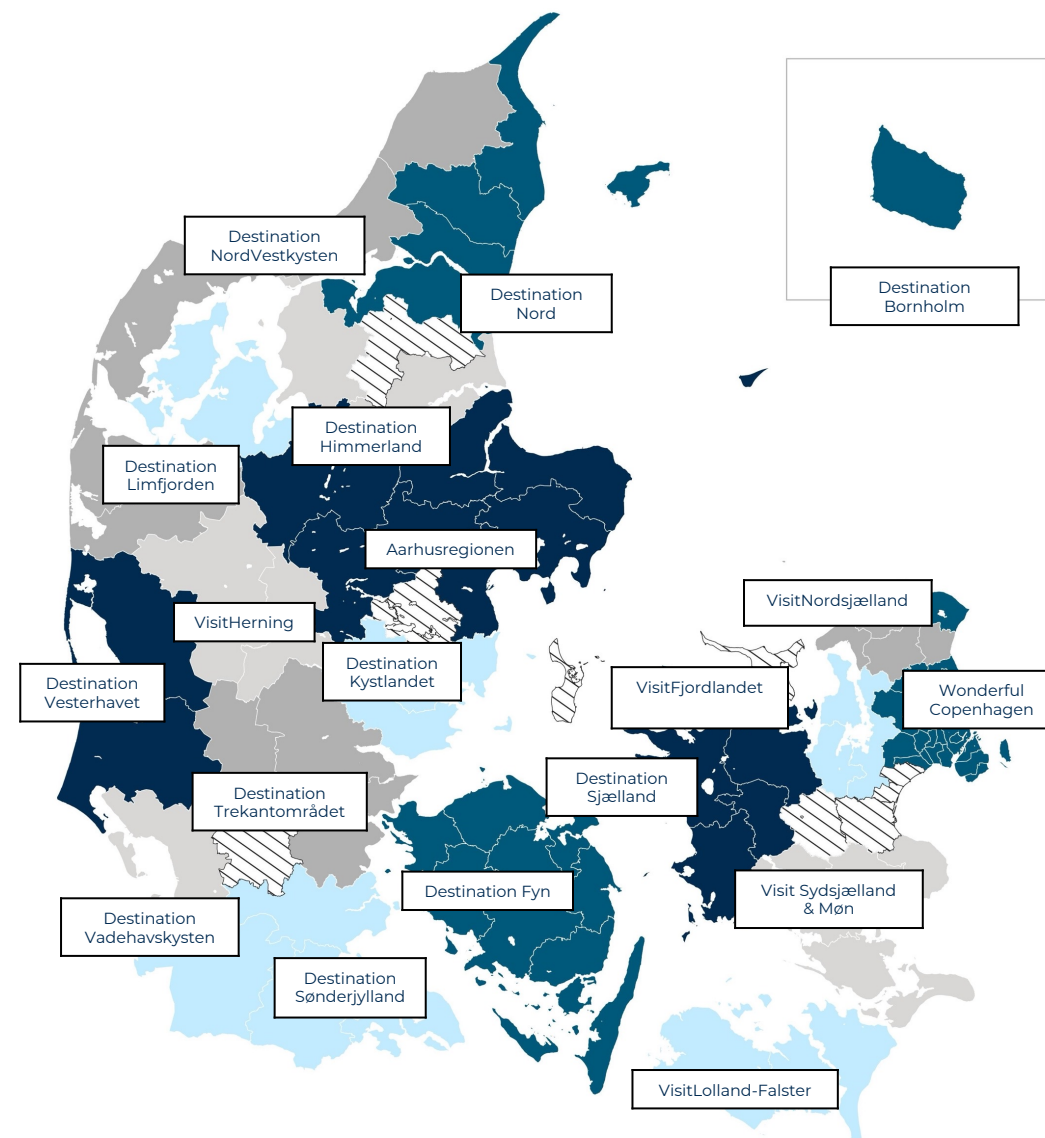 Destination
NordVestkysten
Destination
Nord
Destination
Bornholm
Destination
Himmerland
Destination
Limfjorden
Aarhusregionen
VisitNordsjælland
VisitHerning
Destination
Kystlandet
Destination
Vesterhavet
VisitFjordlandet
Wonderful
Copenhagen
Destination
Trekantområdet
Destination
Sjælland
Destination Fyn
Visit Sydsjælland
& Møn
Destination
Vadehavskysten
Destination
Sønderjylland
VisitLolland-Falster